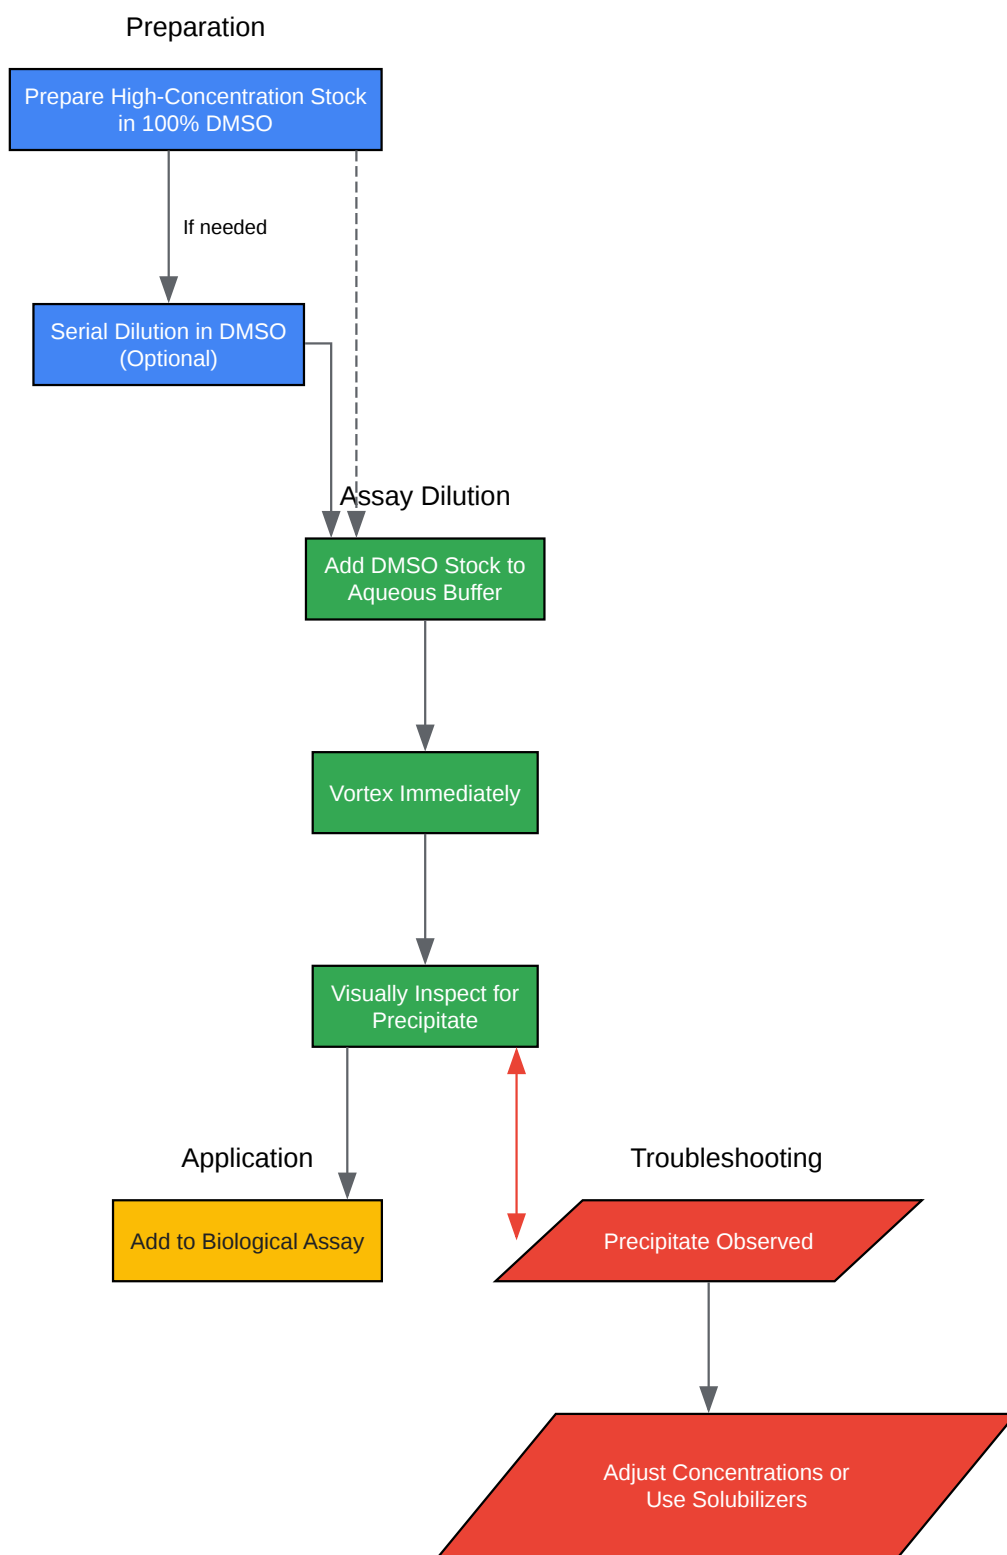 Preparation
Prepare High-Concentration Stock
in 100% DMSO
If needed
Serial Dilution in DMSO
(Optional)
Assay Dilution
Add DMSO Stock to
Aqueous Buffer
Vortex Immediately
Visually Inspect for
Precipitate
Application
Troubleshooting
Add to Biological Assay
Precipitate Observed
Adjust Concentrations or
Use Solubilizers